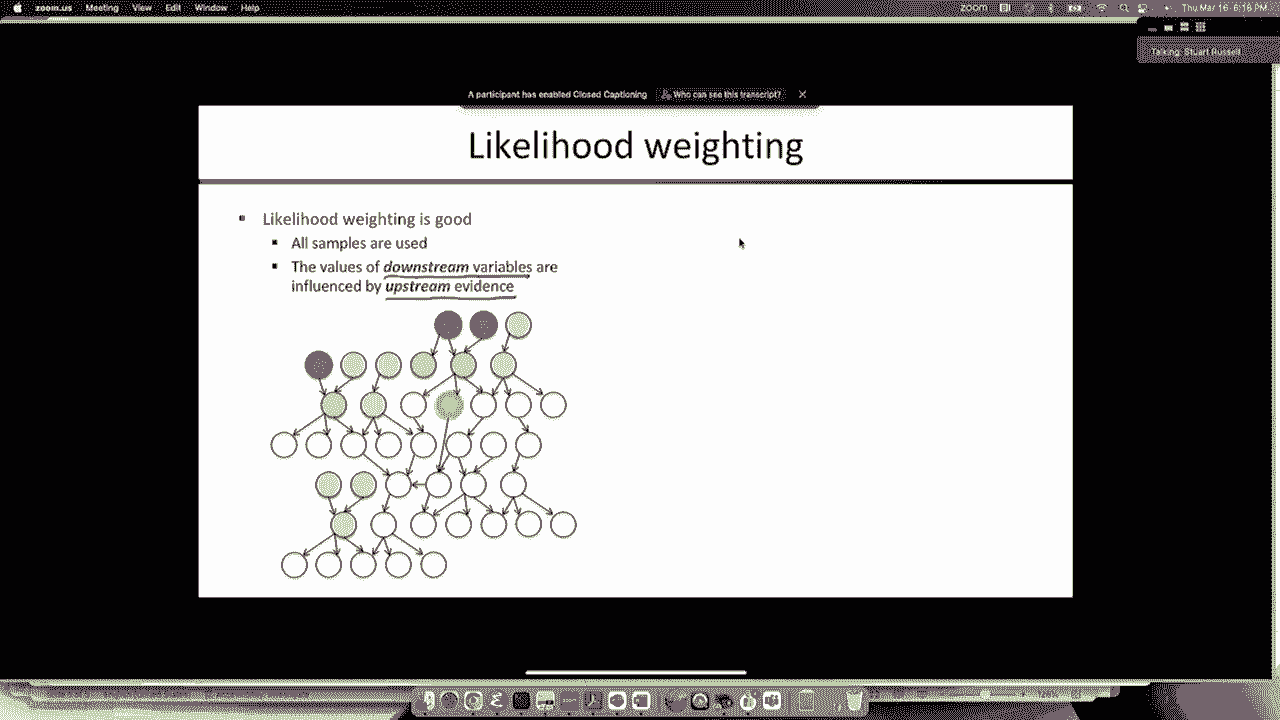 zoom.us Meeting View Edit Window Help zoom Thu Mar 16 6:16 PM
Talking: Stuart Russell
A participant has enabled Closed Captioning Who can see this transcript?
Likelihood weighting
Likelihood weighting is good
All samples are used
The values of downstream variables are
influenced by upstream evidence